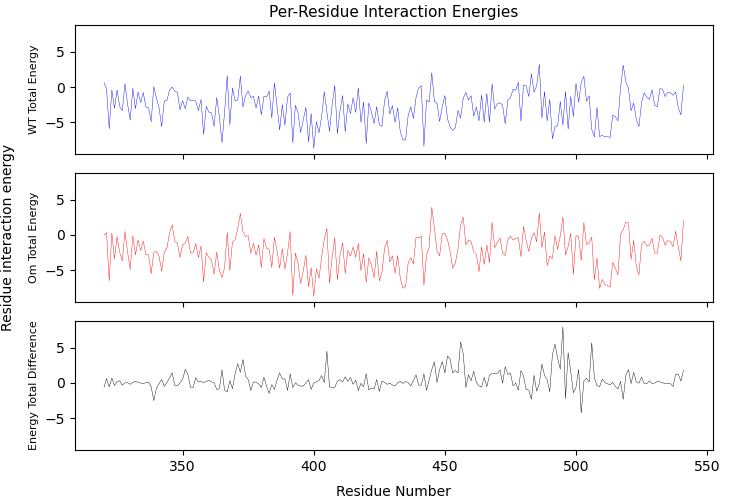 Per-Residue Interaction Energies
Residue interaction energy
WT Total Energy
5
0
−5
Om Total Energy
5
0
−5
Energy Total Difference
5
0
−5
350 400 450 500 550
Residue Number